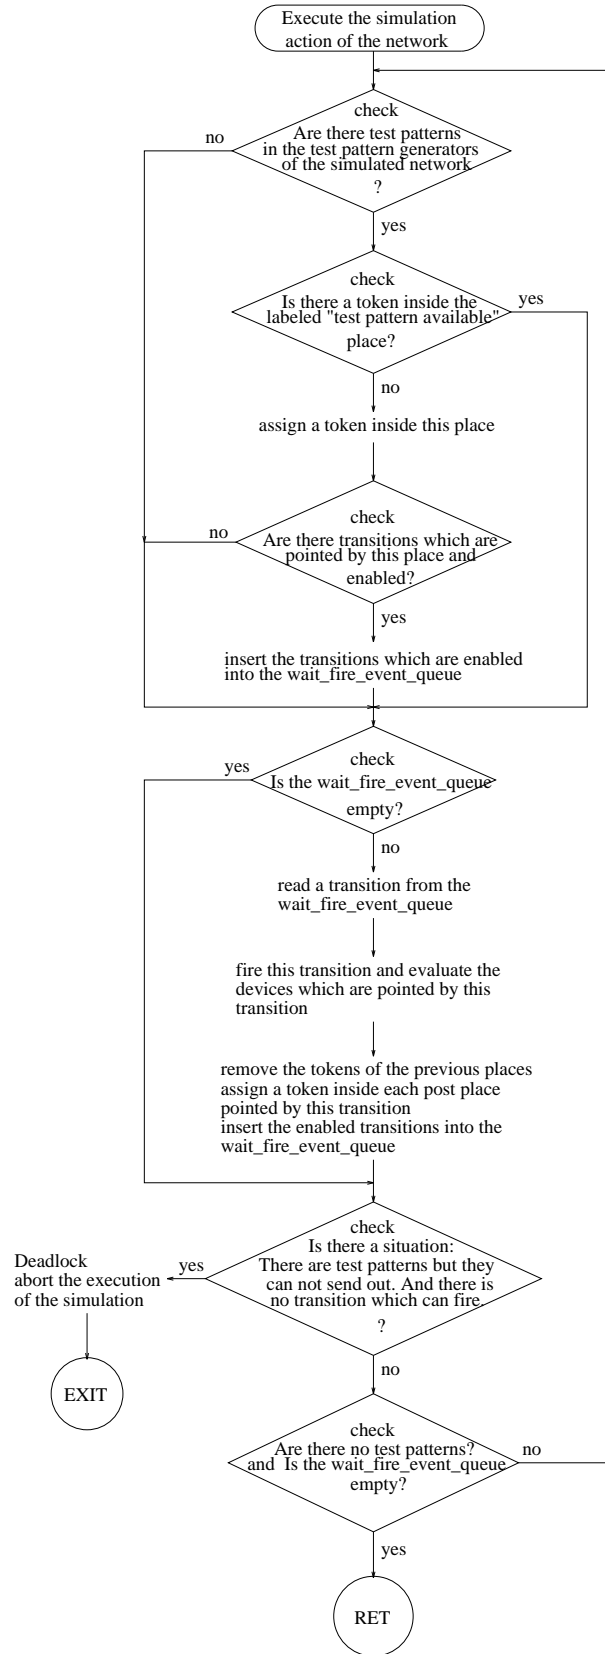 Execute the simulation
action of the network
check
Are there test patterns
in the test pattern generators
of the simulated network
?
no
yes
check
Is there a token inside the
labeled "test pattern available"
place?
yes
no
assign a token inside this place
check
Are there transitions which are
pointed by this place and
enabled?
no
yes
insert the transitions which are enabled
into the wait_fire_event_queue
check
Is the wait_fire_event_queue
empty?
yes
no
read a transition from the
wait_fire_event_queue
fire this transition and evaluate the
devices which are pointed by this
transition
remove the tokens of the previous places
assign a token inside each post place
pointed by this transition
insert the enabled transitions into the
wait_fire_event_queue
check
Is there a situation:
There are test patterns but they
can not send out. And there is
no transition which can fire.
?
yes
Deadlock
abort the execution
of the simulation
EXIT
no
check
Are there no test patterns?
and Is the wait_fire_event_queue
empty?
no
yes
RET